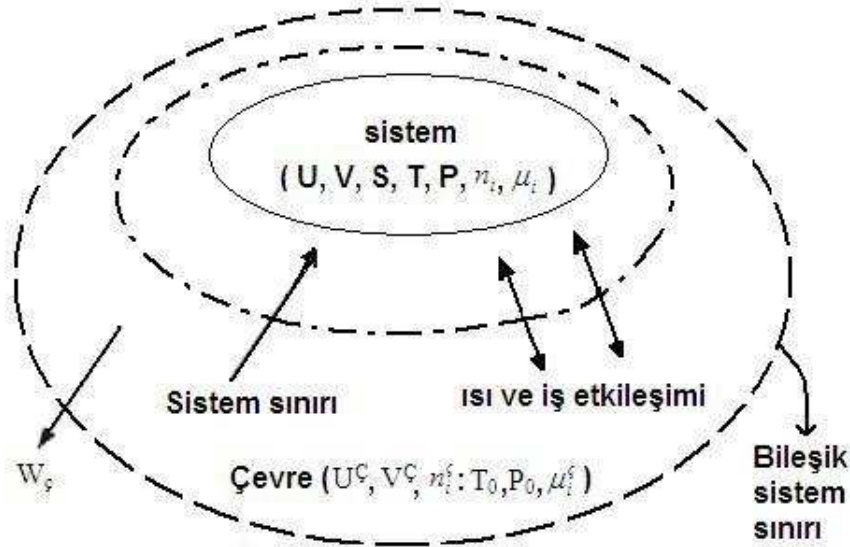 sistem
( U, V, S, T, P, nᵢ, μᵢ )
Sistem sınırı
ısı ve iş etkileşimi
W꜀̧
Çevre (Uᶜ̧, Vᶜ̧, nᵢᶜ̧: T₀,P₀, μᵢᶜ̧)
Bileşik
sistem
sınırı